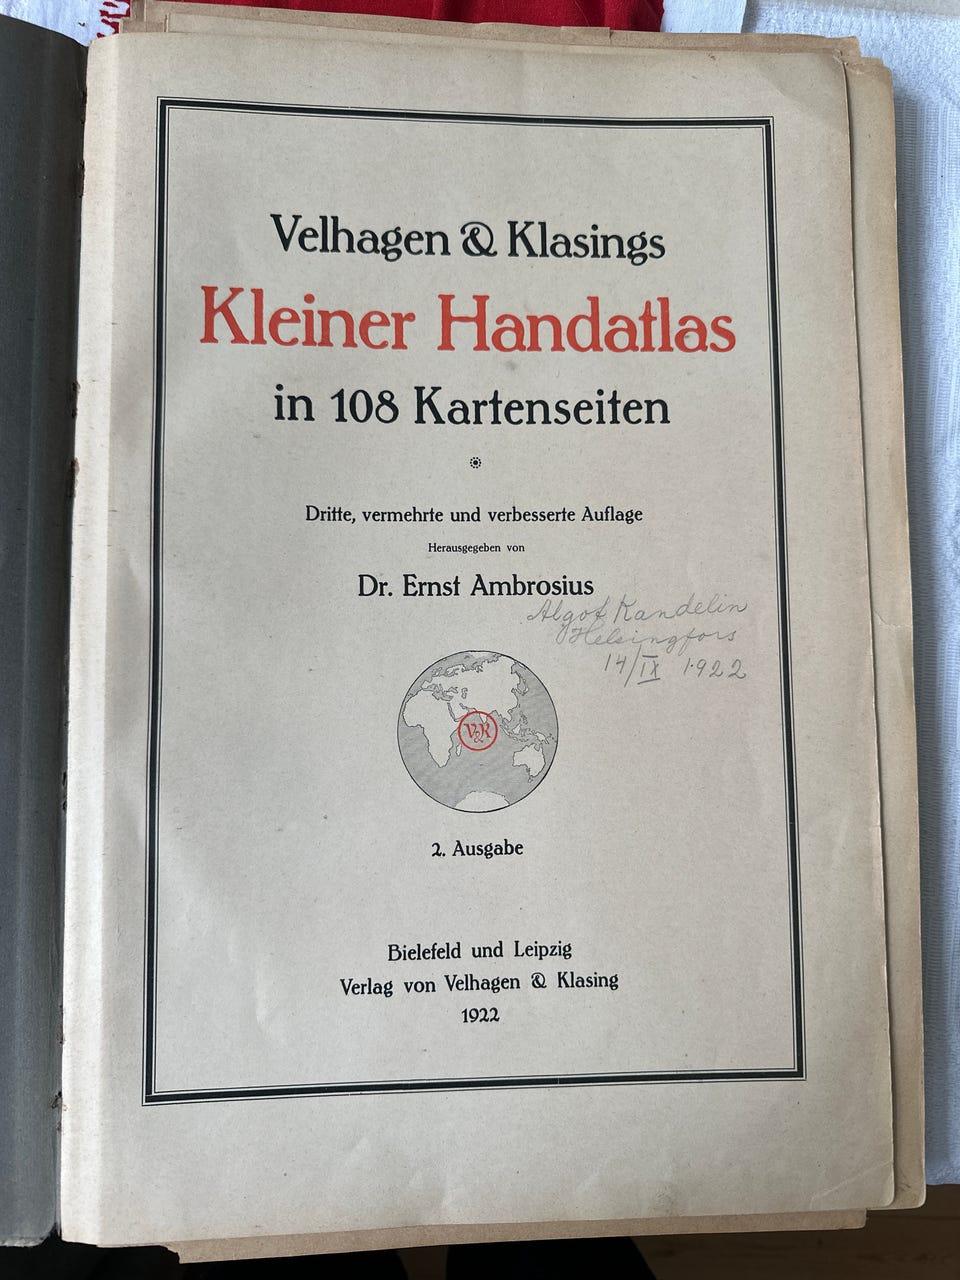 Velhagen & Klasings
Kleiner Handatlas
in 108 Kartenseiten
Dritte, vermehrte und verbesserte Auflage
Herausgegeben von
Dr. Ernst Ambrosius
Algot Kandelin
Helsingfors
14/IX 1922
V&K
2. Ausgabe
Bielefeld und Leipzig
Verlag von Velhagen & Klasing
1922